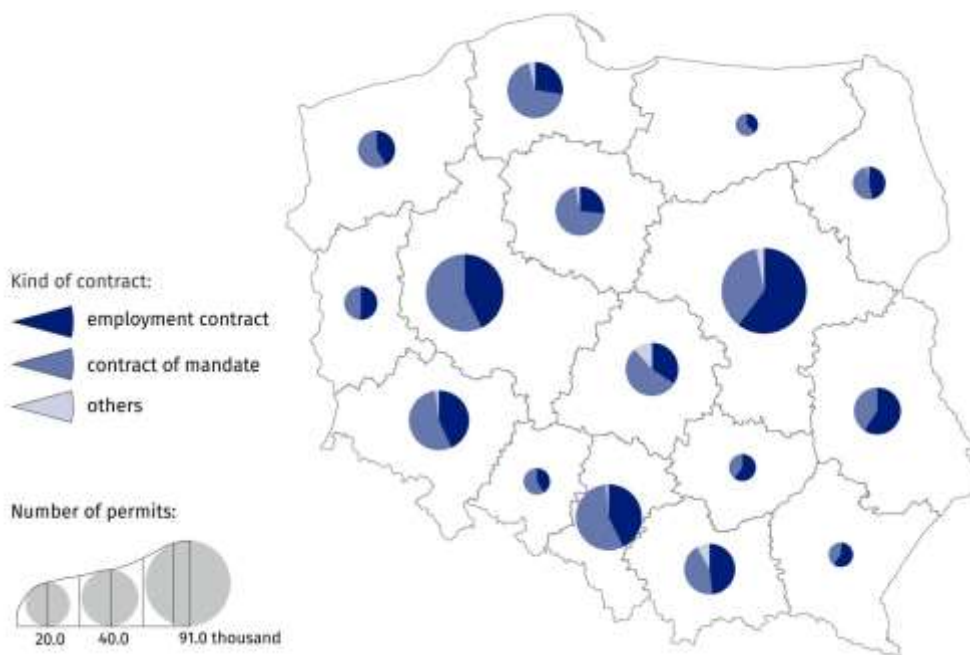 Kind of contract:
employment contract
contract of mandate
others
Number of permits:
20.0 40.0 91.0 thousand